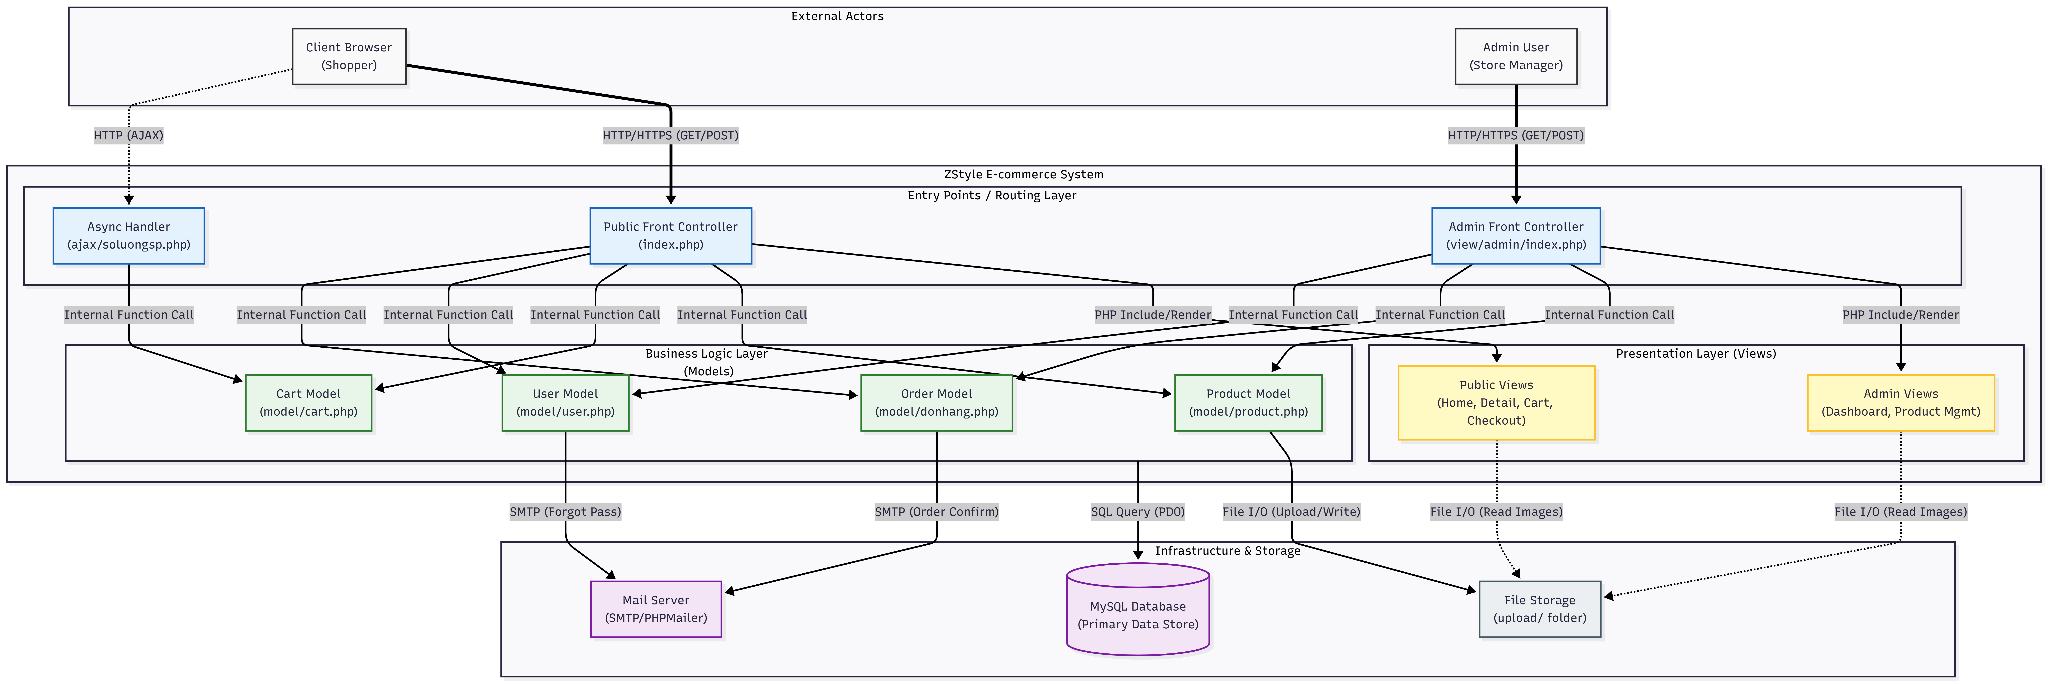 External Actors
Client Browser
(Shopper)
Admin User
(Store Manager)
HTTP (AJAX)
HTTP/HTTPS (GET/POST)
HTTP/HTTPS (GET/POST)
ZStyle E-commerce System
Entry Points / Routing Layer
Async Handler
(ajax/soluongsp.php)
Public Front Controller
(index.php)
Admin Front Controller
(view/admin/index.php)
Internal Function Call
Internal Function Call
Internal Function Call
Internal Function Call
Internal Function Call
PHP Include/Render
Internal Function Call
Internal Function Call
Internal Function Call
PHP Include/Render
Business Logic Layer
(Models)
Presentation Layer (Views)
Cart Model
(model/cart.php)
User Model
(model/user.php)
Order Model
(model/donhang.php)
Product Model
(model/product.php)
Public Views
(Home, Detail, Cart,
Checkout)
Admin Views
(Dashboard, Product Mgmt)
SMTP (Forgot Pass)
SMTP (Order Confirm)
SQL Query (PDO)
File I/O (Upload/Write)
File I/O (Read Images)
File I/O (Read Images)
Infrastructure & Storage
Mail Server
(SMTP/PHPMailer)
MySQL Database
(Primary Data Store)
File Storage
(upload/ folder)